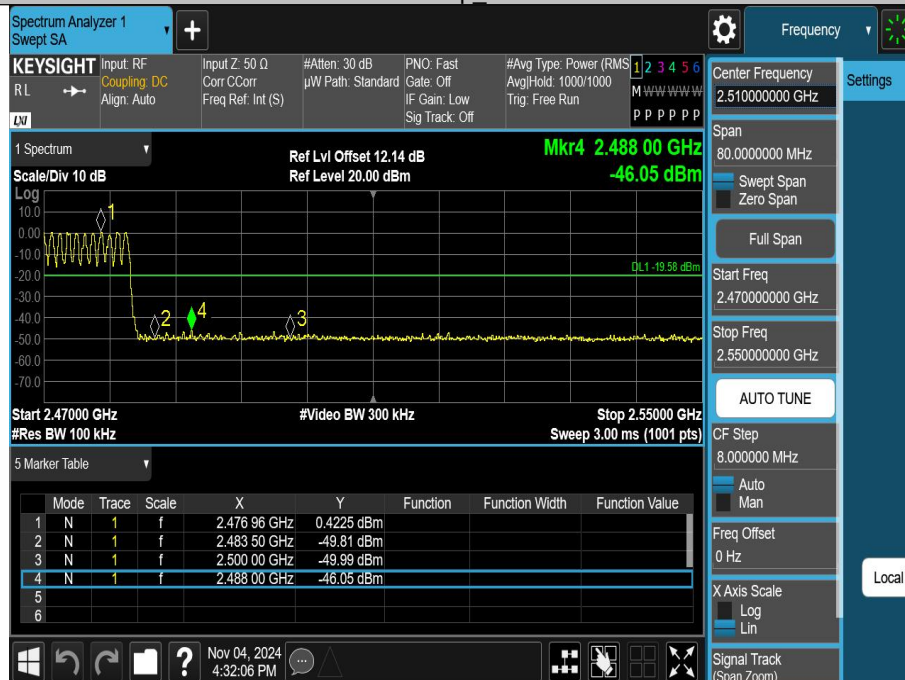 Spectrum Analyzer 1
Swept SA
+
Frequency
KEYSIGHT
RL
LXI
Input: RF
Coupling: DC
Align: Auto
Input Z: 50 Ω
Corr CCorr
Freq Ref: Int (S)
#Atten: 30 dB
µW Path: Standard
PNO: Fast
Gate: Off
IF Gain: Low
Sig Track: Off
#Avg Type: Power (RMS
Avg|Hold: 1000/1000
Trig: Free Run
1 2 3 4 5 6
M W W W W W
P P P P P P
1 Spectrum
Scale/Div 10 dB
Ref Lvl Offset 12.14 dB
Ref Level 20.00 dBm
Mkr4 2.488 00 GHz
-46.05 dBm
Log
10.0
0.00
-10.0
-20.0
-30.0
-40.0
-50.0
-60.0
-70.0
1
2
4
3
DL1 -19.58 dBm
Start 2.47000 GHz
#Video BW 300 kHz
Stop 2.55000 GHz
#Res BW 100 kHz
Sweep 3.00 ms (1001 pts)
5 Marker Table
Mode Trace Scale X Y Function Function Width Function Value
1 N 1 f 2.476 96 GHz 0.4225 dBm
2 N 1 f 2.483 50 GHz -49.81 dBm
3 N 1 f 2.500 00 GHz -49.99 dBm
4 N 1 f 2.488 00 GHz -46.05 dBm
5
6
?
Nov 04, 2024
4:32:06 PM
Center Frequency
2.510000000 GHz
Settings
Span
80.0000000 MHz
Swept Span
Zero Span
Full Span
Start Freq
2.470000000 GHz
Stop Freq
2.550000000 GHz
AUTO TUNE
CF Step
8.000000 MHz
Auto
Man
Freq Offset
0 Hz
X Axis Scale
Log
Lin
Local
Signal Track
(Span Zoom)